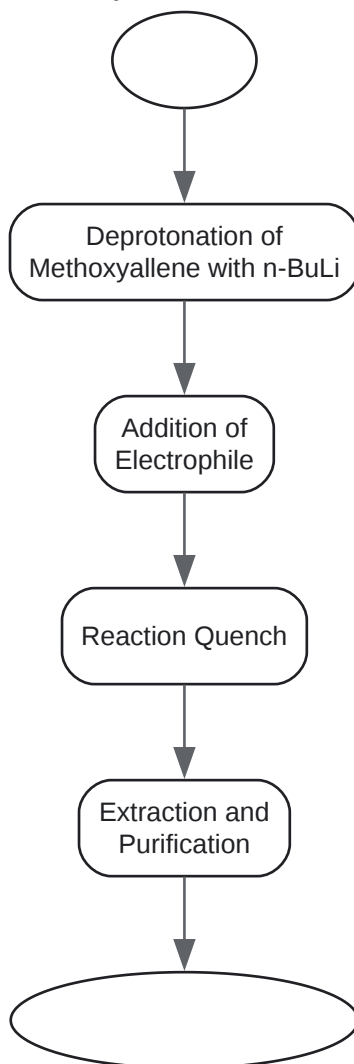 Deprotonation of
Methoxyallene with n-BuLi
Addition of
Electrophile
Reaction Quench
Extraction and
Purification